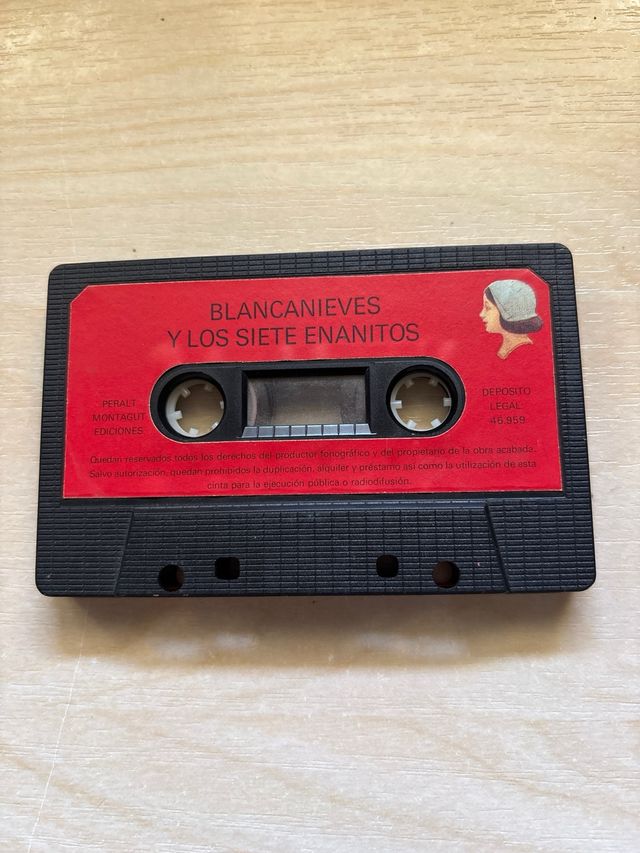 BLANCANIEVES
Y LOS SIETE ENANITOS
PERALT
MONTAGUT
EDICIONES
DEPOSITO
LEGAL:
46.959
Quedan reservados todos los derechos del productor fonográfico y del propietario de la obra acabada.
Salvo autorización, quedan prohibidos la duplicación, alquiler y préstamo así como la utilización de esta
cinta para la ejecución pública o radiodifusión.